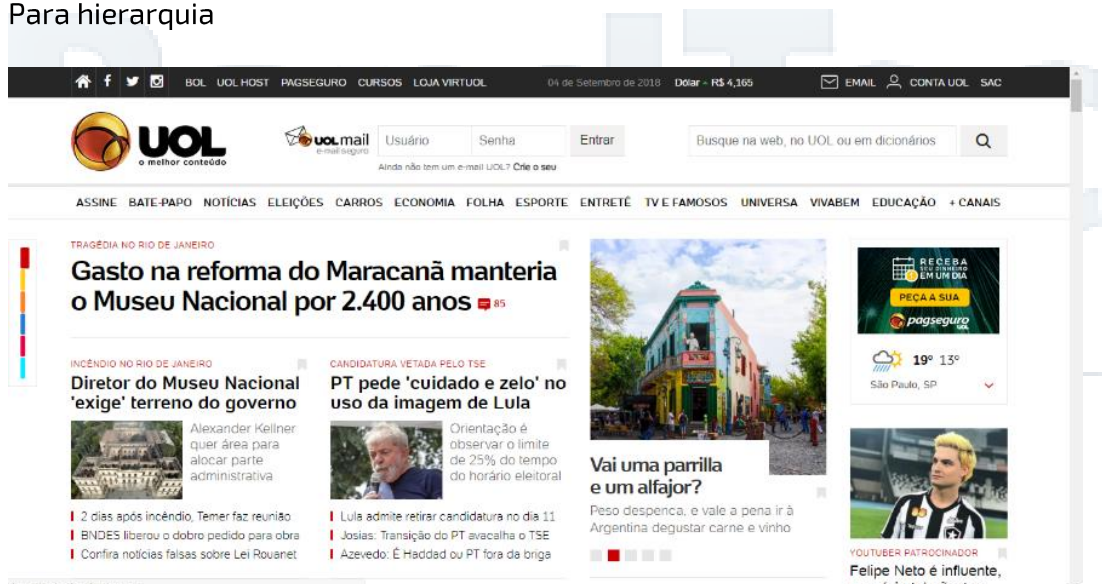 Para hierarquia
BOL UOL HOST PAGSEGURO CURSOS LOJA VIRTUOL 04 de Setembro de 2018 Dólar R$ 4,165 EMAIL CONTA UOL SAC
UOL
o melhor conteúdo
UOL mail
e-mail seguro
Usuário Senha Entrar
Ainda não tem um e-mail UOL? Crie o seu
Busque na web, no UOL ou em dicionários
ASSINE BATE-PAPO NOTÍCIAS ELEIÇÕES CARROS ECONOMIA FOLHA ESPORTE ENTRETÊ TV E FAMOSOS UNIVERSA VIVABEM EDUCAÇÃO + CANAIS
TRAGÉDIA NO RIO DE JANEIRO
Gasto na reforma do Maracanã manteria
o Museu Nacional por 2.400 anos 85
INCÊNDIO NO RIO DE JANEIRO
Diretor do Museu Nacional
'exige' terreno do governo
Alexander Kellner
quer área para
alocar parte
administrativa
2 dias após incêndio, Temer faz reunião
BNDES liberou o dobro pedido para obra
Confira notícias falsas sobre Lei Rouanet
CANDIDATURA VETADA PELO TSE
PT pede 'cuidado e zelo' no
uso da imagem de Lula
Orientação é
observar o limite
de 25% do tempo
do horário eleitoral
Lula admite retirar candidatura no dia 11
Josias: Transição do PT avacalha o TSE
Azevedo: É Haddad ou PT fora da briga
Vai uma parrilla
e um alfajor?
Peso despenca, e vale a pena ir à
Argentina degustar carne e vinho
RECEBA
SEU DINHEIRO
EM UM DIA
PEÇA A SUA
pagseguro
UOL
19º 13º
São Paulo, SP
YOUTUBER PATROCINADOR
Felipe Neto é influente,